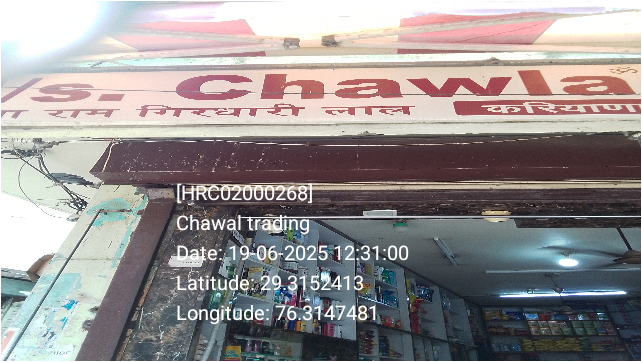 /s. Chawla ॐ
राम गिरधारी लाल करियाणा
[HRC02000268]
Chawal trading
Date: 19-06-2025 12:31:00
Latitude: 29.3152413
Longitude: 76.3147481